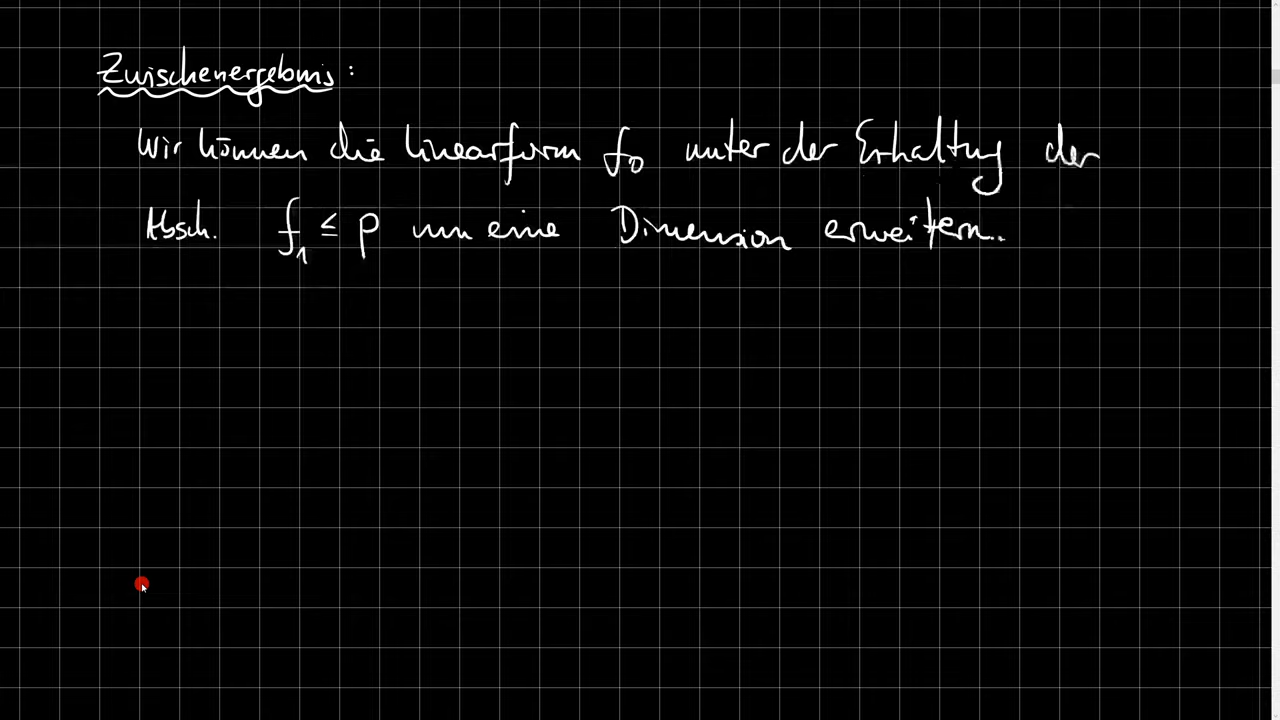 Zwischenergebnis:
Wir können die Linearform f₀ unter der Erhaltung der
Absch. f₁ ≤ p um eine Dimension erweitern.